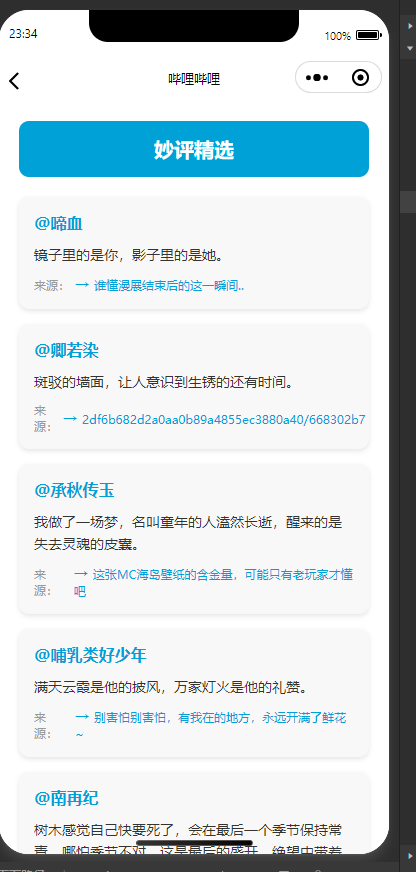 23:34
100%
哔哩哔哩
妙评精选
@啼血
镜子里的是你，影子里的是她。
来源： → 谁懂漫展结束后的这一瞬间..
@卿若染
斑驳的墙面，让人意识到生锈的还有时间。
来
源： → 2df6b682d2a0aa0b89a4855ec3880a40/668302b7
@承秋传玉
我做了一场梦，名叫童年的人溘然长逝，醒来的是
失去灵魂的皮囊。
来 → 这张MC海岛壁纸的含金量，可能只有老玩家才懂
源： 吧
@哺乳类好少年
满天云霞是他的披风，万家灯火是他的礼赞。
来 → 别害怕别害怕，有我在的地方，永远开满了鲜花
源： ~
@南再纪
树木感觉自己快要死了，会在最后一个季节保持常
青，哪怕季节不对，这是最后的盛开，绝望中带着